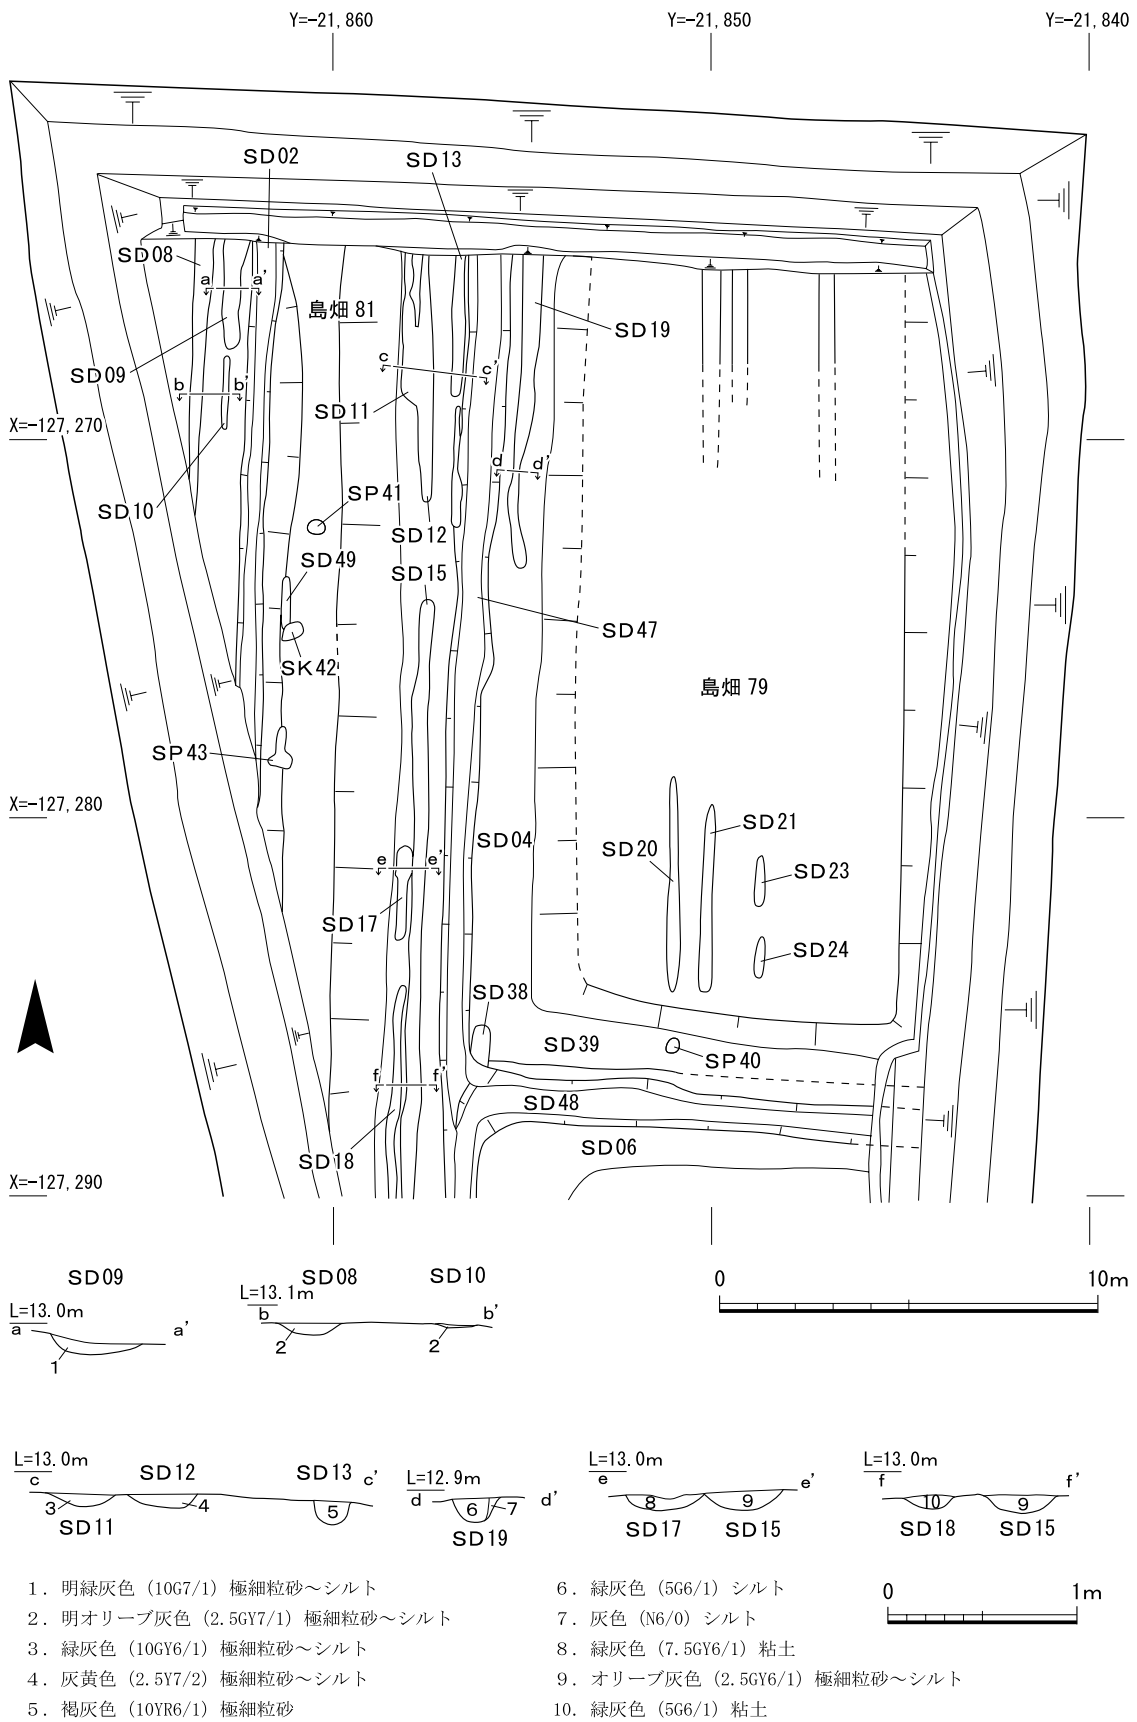 Y=-21,860
Y=-21,850
Y=-21,840
SD02
SD13
SD08
a a'
島畑 81
SD19
c c'
SD09
b b'
SD11
X=-127,270
d d'
SP41
SD10
SD12
SD49
SD15
SD47
SK42
島畑 79
SP43
X=-127,280
SD04
SD21
SD20
e e'
SD23
SD17
SD24
SD38
SD39
SP40
f f'
SD48
SD06
SD18
X=-127,290
SD09
SD08
SD10
0 10m
L=13.0m
L=13.1m
a a'
b b'
1
2
2
L=13.0m
SD12
SD13
c c'
3
4
5
SD11
L=12.9m
d d'
6
7
SD19
L=13.0m
e e'
8
9
SD17
SD15
L=13.0m
f f'
10
9
SD18
SD15
1. 明緑灰色 (10G7/1) 極細粒砂～シルト
2. 明オリーブ灰色 (2.5GY7/1) 極細粒砂～シルト
3. 緑灰色 (10GY6/1) 極細粒砂～シルト
4. 灰黄色 (2.5Y7/2) 極細粒砂～シルト
5. 褐灰色 (10YR6/1) 極細粒砂
6. 緑灰色 (5G6/1) シルト
7. 灰色 (N6/0) シルト
8. 緑灰色 (7.5GY6/1) 粘土
9. オリーブ灰色 (2.5GY6/1) 極細粒砂～シルト
10. 緑灰色 (5G6/1) 粘土
0 1m